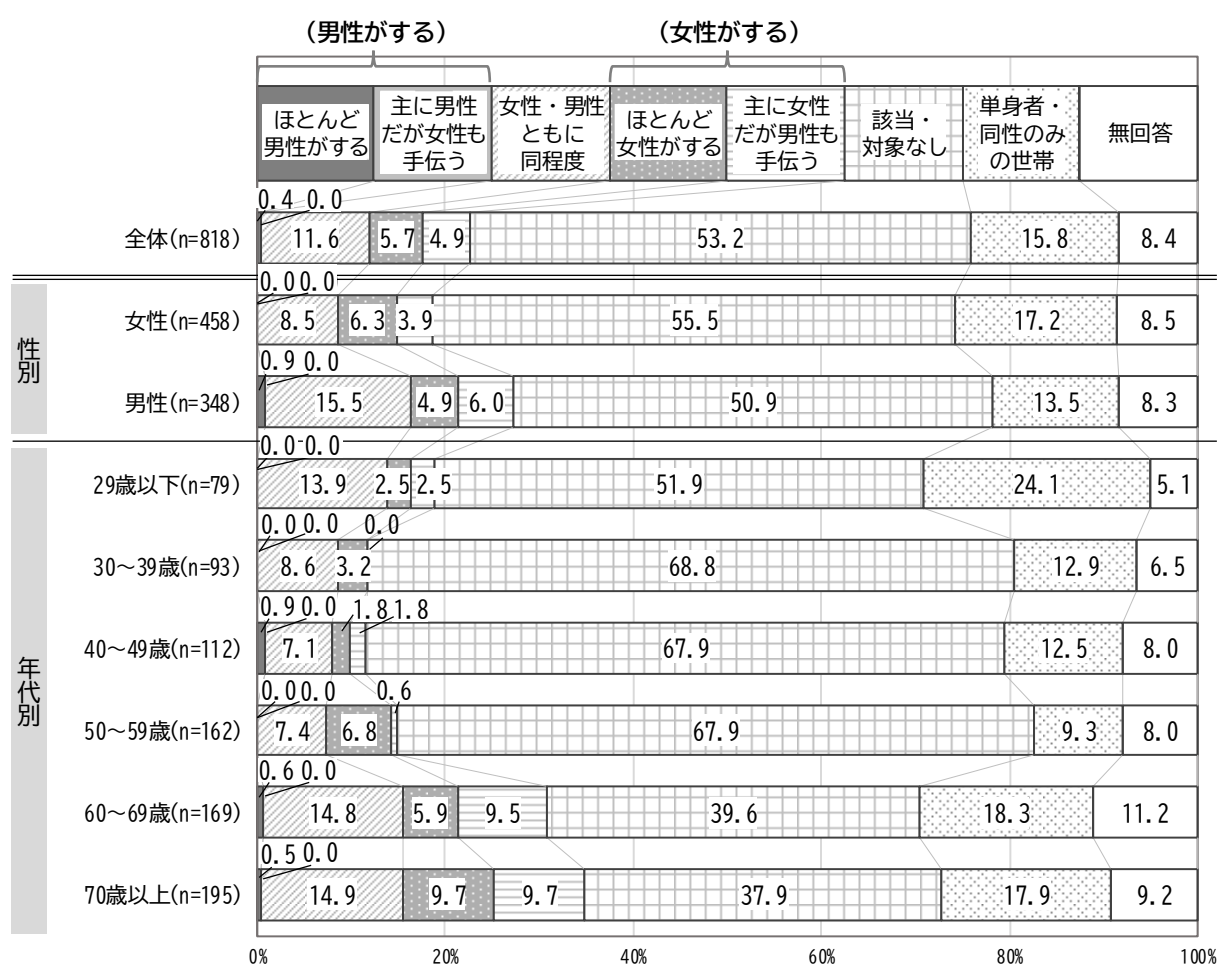 (男性がする)
(女性がする)
ほとんど
男性がする
主に男性
だが女性も
手伝う
女性・男性
ともに
同程度
ほとんど
女性がする
主に女性
だが男性も
手伝う
該当・
対象なし
単身者・
同性のみ
の世帯
無回答
0.4 0.0
全体(n=818) 11.6 5.7 4.9 53.2 15.8 8.4
性別
0.0 0.0
女性(n=458) 8.5 6.3 3.9 55.5 17.2 8.5
0.9 0.0
男性(n=348) 15.5 4.9 6.0 50.9 13.5 8.3
年代別
0.0 0.0
29歳以下(n=79) 13.9 2.5 2.5 51.9 24.1 5.1
0.0 0.0 0.0
30～39歳(n=93) 8.6 3.2 68.8 12.9 6.5
0.9 0.0 1.8 1.8
40～49歳(n=112) 7.1 67.9 12.5 8.0
0.0 0.0 0.6
50～59歳(n=162) 7.4 6.8 67.9 9.3 8.0
0.6 0.0
60～69歳(n=169) 14.8 5.9 9.5 39.6 18.3 11.2
0.5 0.0
70歳以上(n=195) 14.9 9.7 9.7 37.9 17.9 9.2
0% 20% 40% 60% 80% 100%